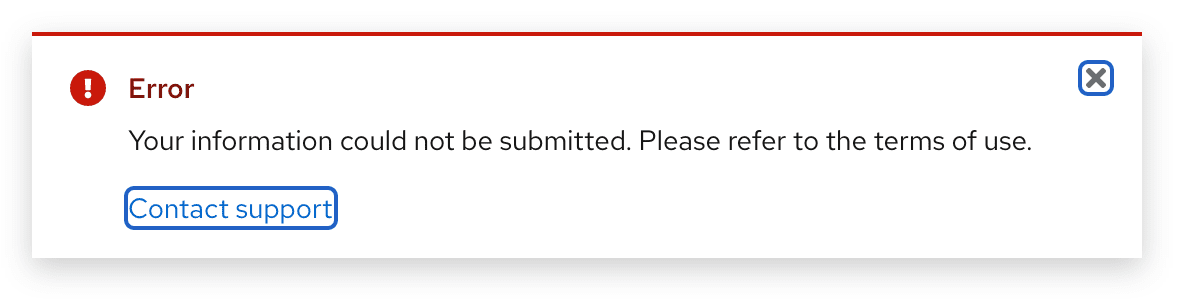 Error
Your information could not be submitted. Please refer to the terms of use.
Contact support